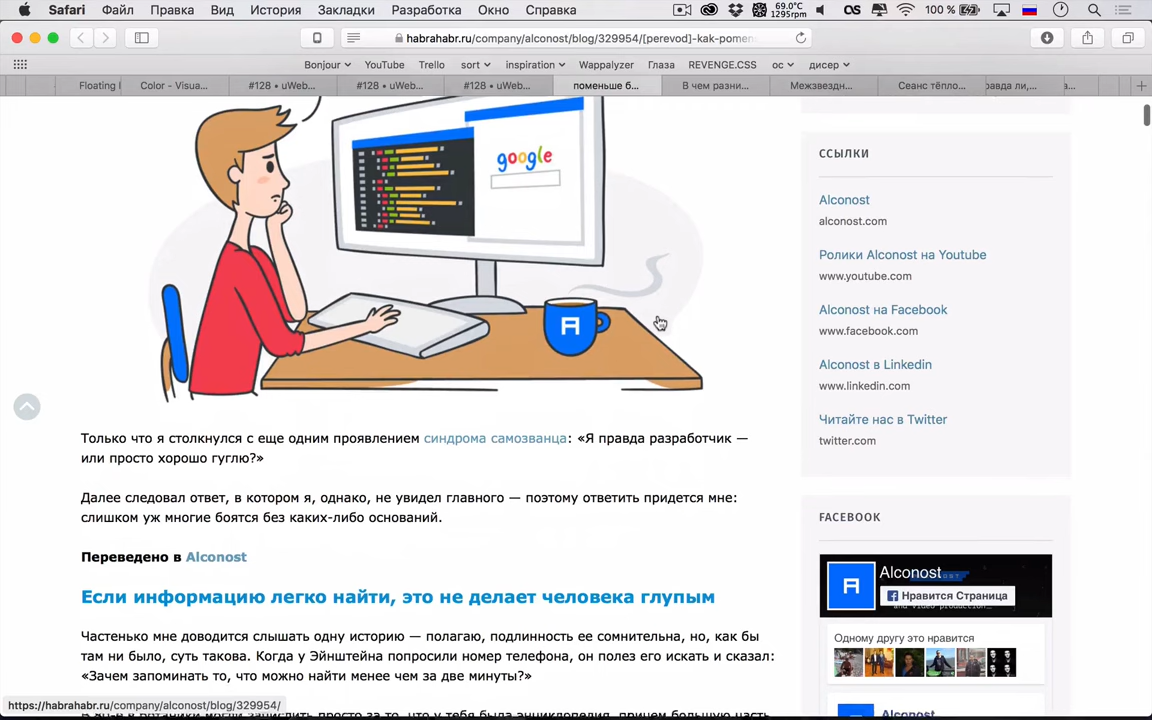 Safari Файл Правка Вид История Закладки Разработка Окно Справка
69.0°C
1295rpm
100 %
habrahabr.ru/company/alconost/blog/329954/[perevod]-kak-pomen
Bonjour YouTube Trello sort inspiration Wappalyzer Глаза REVENGE.CSS ос дисер
Floating Color - Visua... #128 • uWeb... #128 • uWeb... #128 • uWeb... поменьше б... В чем разни... Межзвездн... Сеанс тёпло...
google
A
Только что я столкнулся с еще одним проявлением синдрома самозванца: «Я правда разработчик —
или просто хорошо гуглю?»
Далее следовал ответ, в котором я, однако, не увидел главного — поэтому ответить придется мне:
слишком уж многие боятся без каких-либо оснований.
Переведено в Alconost
Если информацию легко найти, это не делает человека глупым
Частенько мне доводится слышать одну историю — полагаю, подлинность ее сомнительна, но, как бы
там ни было, суть такова. Когда у Эйнштейна попросили номер телефона, он полез его искать и сказал:
«Зачем запоминать то, что можно найти менее чем за две минуты?»
https://habrahabr.ru/company/alconost/blog/329954/
ССЫЛКИ
Alconost
alconost.com
Ролики Alconost на Youtube
www.youtube.com
Alconost на Facebook
www.facebook.com
Alconost в Linkedin
www.linkedin.com
Читайте нас в Twitter
twitter.com
FACEBOOK
Alconost
Нравится Страница
and video production
Одному другу это нравится
Alconost